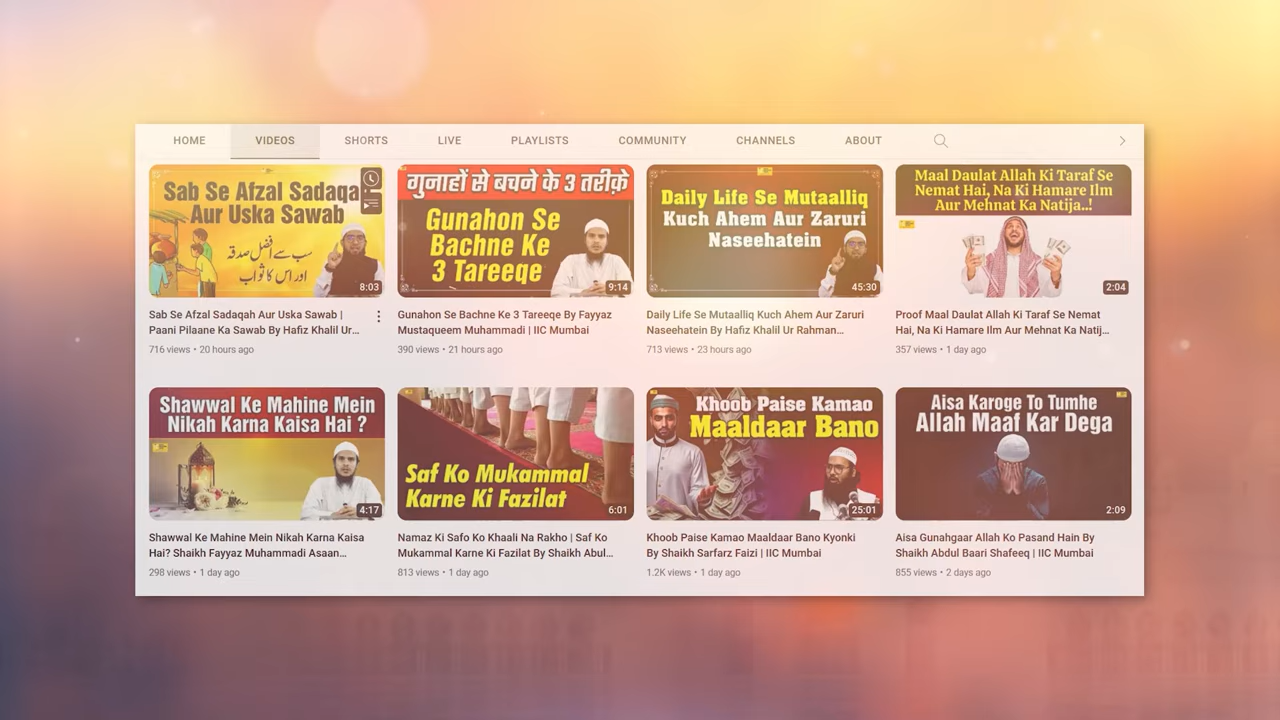 HOME VIDEOS SHORTS LIVE PLAYLISTS COMMUNITY CHANNELS ABOUT
Sab Se Afzal Sadaqa
Aur Uska Sawab
سب سے افضل صدقہ
اور اس کا ثواب
8:03
Sab Se Afzal Sadaqah Aur Uska Sawab |
Paani Pilaane Ka Sawab By Hafiz Khalil Ur…
716 views • 20 hours ago
गुनाहों से बचने के 3 तरीक़े
Gunahon Se
Bachne Ke
3 Tareeqe
9:14
Gunahon Se Bachne Ke 3 Tareeqe By Fayyaz
Mustaqueem Muhammadi | IIC Mumbai
390 views • 21 hours ago
Daily Life Se Mutaalliq
Kuch Ahem Aur Zaruri
Naseehatein
45:30
Daily Life Se Mutaalliq Kuch Ahem Aur Zaruri
Naseehatein By Hafiz Khalil Ur Rahman…
713 views • 23 hours ago
Maal Daulat Allah Ki Taraf Se
Nemat Hai, Na Ki Hamare Ilm
Aur Mehnat Ka Natija..!
2:04
Proof Maal Daulat Allah Ki Taraf Se Nemat
Hai, Na Ki Hamare Ilm Aur Mehnat Ka Natij…
357 views • 1 day ago
Shawwal Ke Mahine Mein
Nikah Karna Kaisa Hai ?
4:17
Shawwal Ke Mahine Mein Nikah Karna Kaisa
Hai? Shaikh Fayyaz Muhammadi Asaan…
298 views • 1 day ago
Saf Ko Mukammal
Karne Ki Fazilat
6:01
Namaz Ki Safo Ko Khaali Na Rakho | Saf Ko
Mukammal Karne Ki Fazilat By Shaikh Abul…
813 views • 1 day ago
Khoob Paise Kamao
Maaldaar Bano
25:01
Khoob Paise Kamao Maaldaar Bano Kyonki
By Shaikh Sarfarz Faizi | IIC Mumbai
1.2K views • 1 day ago
Aisa Karoge To Tumhe
Allah Maaf Kar Dega
2:09
Aisa Gunahgaar Allah Ko Pasand Hain By
Shaikh Abdul Baari Shafeeq | IIC Mumbai
855 views • 2 days ago